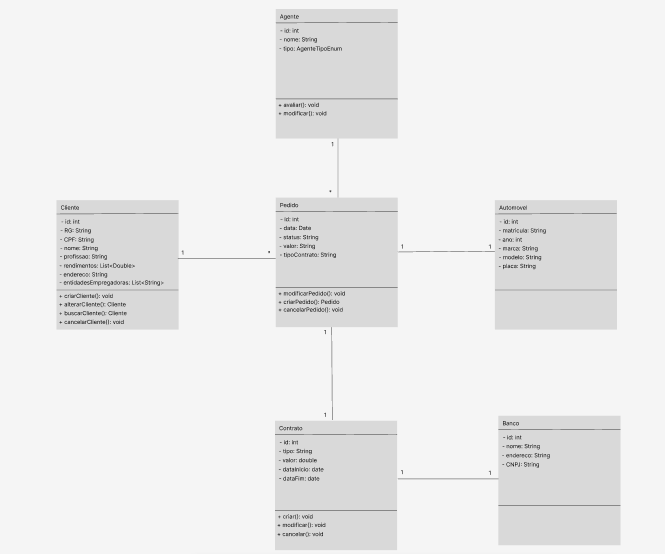 Agente
- id: int
- nome: String
- tipo: AgenteTipoEnum
+ avaliar(): void
+ modificar(): void
1
*
Cliente
- id: int
- RG: String
- CPF: String
- nome: String
- profissao: String
- rendimentos: List<Double>
- endereco: String
- entidadesEmpregadoras: List<String>
+ criarCliente(): void
+ alterarCliente(): Cliente
+ buscarCliente(): Cliente
+ cancelarCliente(): void
1
*
Pedido
- id: int
- data: Date
- status: String
- valor: String
- tipoContrato: String
+ modificarPedido(): void
+ criarPedido(): Pedido
+ cancelarPedido(): void
1
1
Automovel
- id: int
- matricula: String
- ano: int
- marca: String
- modelo: String
- placa: String
1
1
Contrato
- id: int
- tipo: String
- valor: double
- dataInicio: date
- dataFim: date
+ criar(): void
+ modificar(): void
+ cancelar(): void
1
1
Banco
- id: int
- nome: String
- endereco: String
- CNPJ: String